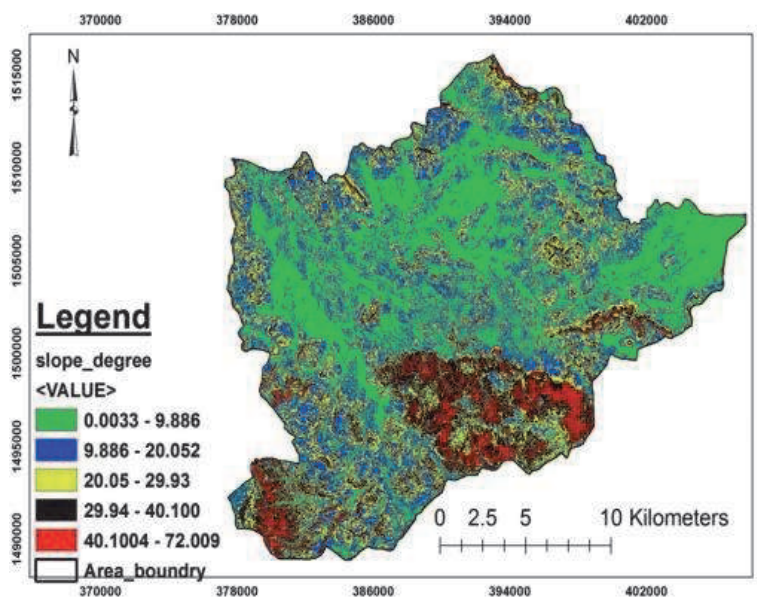 370000 378000 386000 394000 402000
N
1515000
1510000
1505000
1500000
1495000
1490000
Legend
slope_degree
<VALUE>
0.0033 - 9.886
9.886 - 20.052
20.05 - 29.93
29.94 - 40.100
40.1004 - 72.009
Area_boundry
0 2.5 5 10 Kilometers
370000 378000 386000 394000 402000